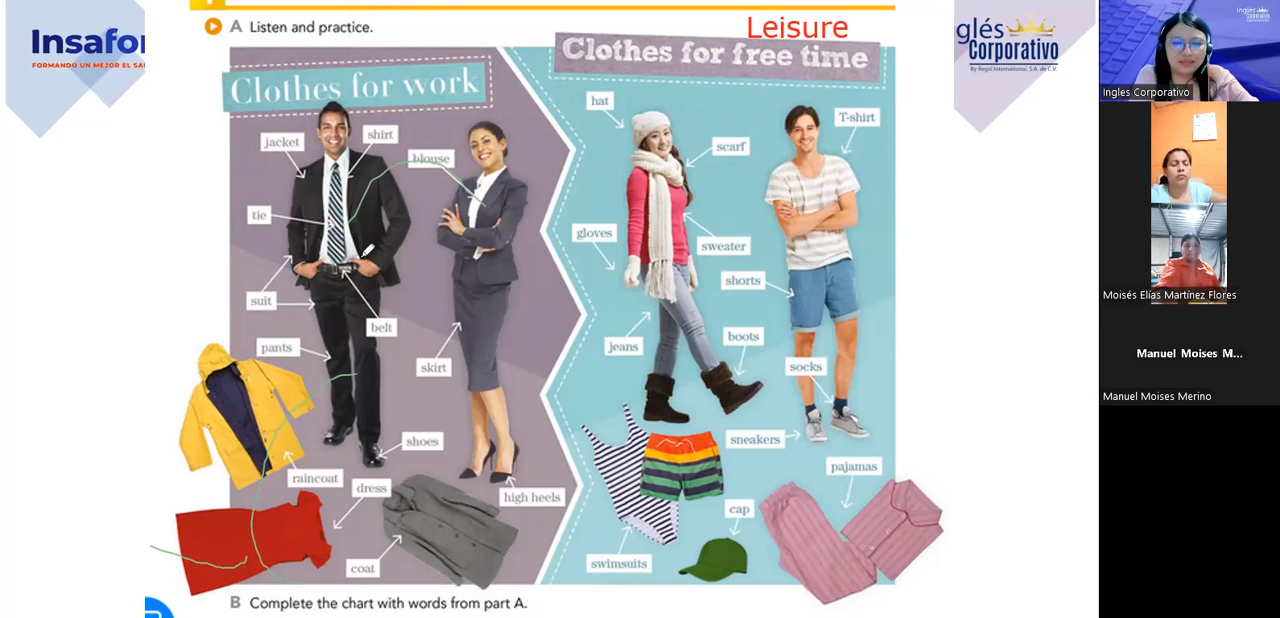 Insafo
FORMANDO UN MEJOR EL SA
A Listen and practice.
Leisure
glés
Corporativo
By Regal International, S.A. de C.V.
Clothes for work
Clothes for free time
jacket
shirt
blouse
tie
suit
belt
pants
skirt
shoes
raincoat
dress
high heels
coat
hat
scarf
T-shirt
gloves
sweater
shorts
jeans
boots
socks
sneakers
pajamas
cap
swimsuits
B Complete the chart with words from part A.
Ingles Corporativo
Moisés Elías Martínez Flores
Manuel Moises M...
Manuel Moises Merino